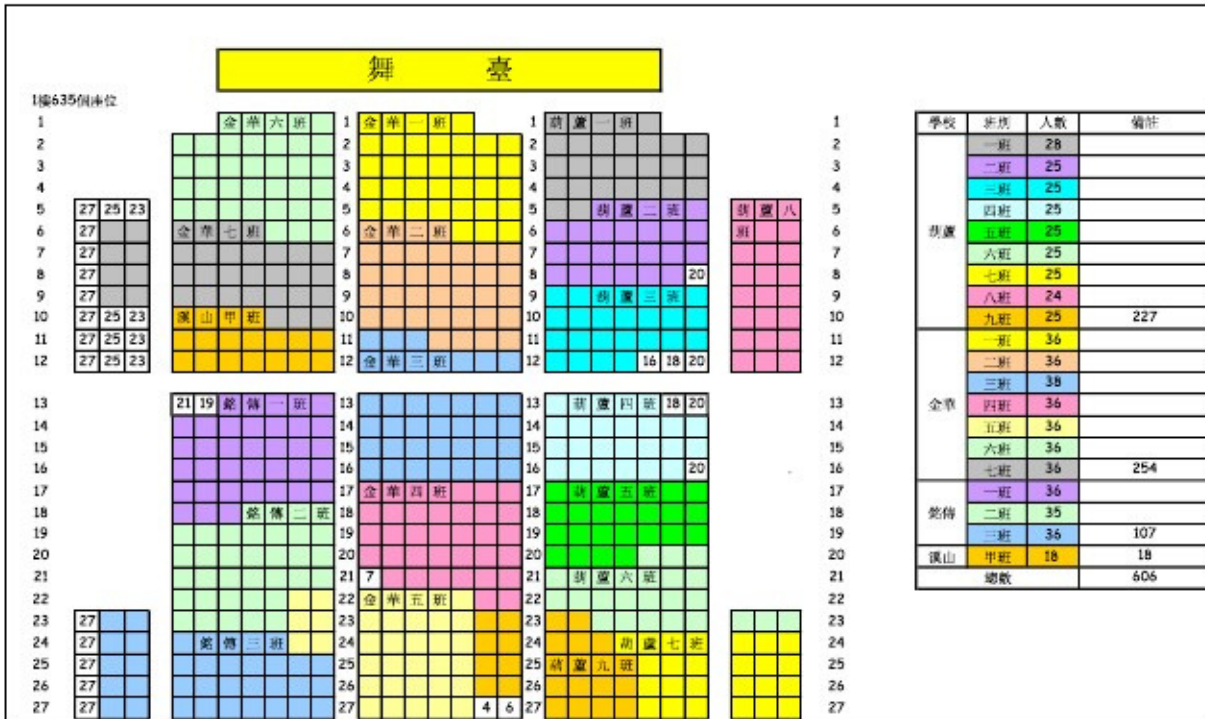 舞 臺
1樓635個座位
1 金華六班 1 金華一班 1 葫蘆一班 1
2 2 2 2
3 3 3 3
4 4 4 4
5 27 25 23 5 5 葫蘆二班 葫蘆八 5
6 27 金華七班 6 金華二班 6 班 6
7 27 7 7 7
8 27 8 8 20 8
9 27 9 9 葫蘆三班 9
10 27 25 23 溪山甲班 10 10 10
11 27 25 23 11 11 11
12 27 25 23 12 金華三班 12 16 18 20 12
13 21 19 銘傳一班 13 13 葫蘆四班 18 20 13
14 14 14 14
15 15 15 15
16 16 16 20 16
17 17 金華四班 17 葫蘆五班 17
18 銘傳二班 18 18 18
19 19 19 19
20 20 20 20
21 21 7 21 葫蘆六班 21
22 22 金華五班 22 22
23 27 23 23 23
24 27 銘傳三班 24 24 葫蘆七班 24
25 27 25 25 葫蘆九班 25
26 27 26 26 26
27 27 27 4 6 27 27
學校 班別 人數 備註
葫蘆 一班 28
二班 25
三班 25
四班 25
五班 25
六班 25
七班 25
八班 24
九班 25 227
金華 一班 36
二班 36
三班 38
四班 36
五班 36
六班 36
七班 36 254
銘傳 一班 36
二班 35
三班 36 107
溪山 甲班 18 18
總數 606